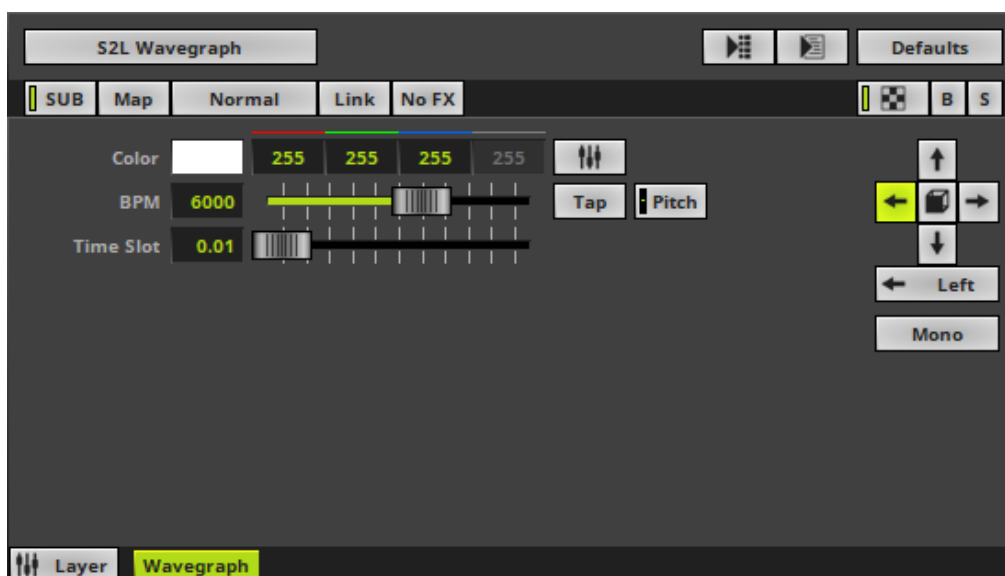 S2L Wavegraph Defaults
SUB Map Normal Link No FX B S
Color 255 255 255 255
BPM 6000 Tap Pitch
Time Slot 0.01
Left
Mono
Layer Wavegraph